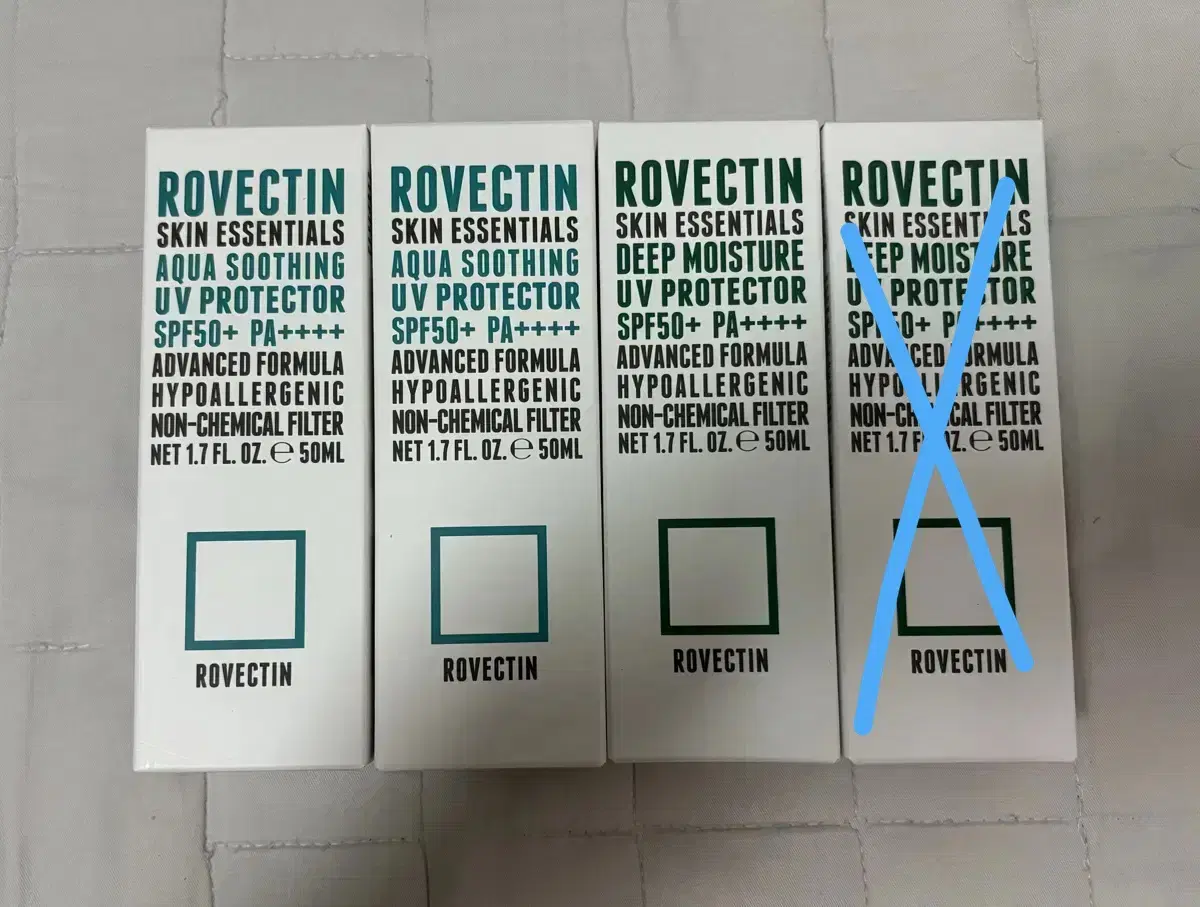 ROVECTIN
SKIN ESSENTIALS
AQUA SOOTHING
UV PROTECTOR
SPF50+ PA++++
ADVANCED FORMULA
HYPOALLERGENIC
NON-CHEMICAL FILTER
NET 1.7 FL. OZ. ℮ 50ML
ROVECTIN
ROVECTIN
SKIN ESSENTIALS
AQUA SOOTHING
UV PROTECTOR
SPF50+ PA++++
ADVANCED FORMULA
HYPOALLERGENIC
NON-CHEMICAL FILTER
NET 1.7 FL. OZ. ℮ 50ML
ROVECTIN
ROVECTIN
SKIN ESSENTIALS
DEEP MOISTURE
UV PROTECTOR
SPF50+ PA++++
ADVANCED FORMULA
HYPOALLERGENIC
NON-CHEMICAL FILTER
NET 1.7 FL. OZ. ℮ 50ML
ROVECTIN
ROVECTIN
SKIN ESSENTIALS
DEEP MOISTURE
UV PROTECTOR
SPF50+ PA++++
ADVANCED FORMULA
HYPOALLERGENIC
NON-CHEMICAL FILTER
NET 1.7 FL. OZ. ℮ 50ML
ROVECTIN